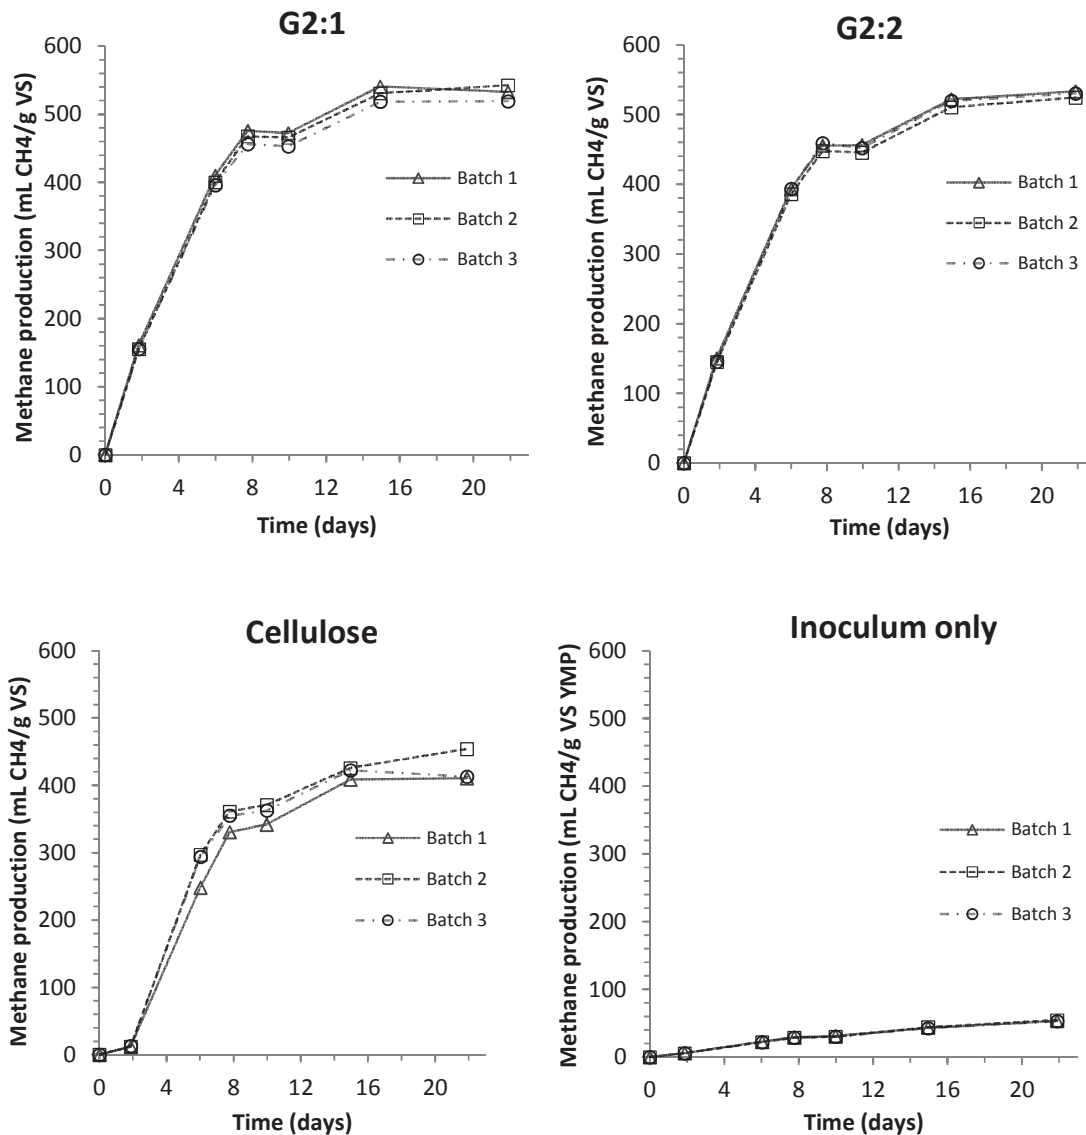 G2:1
Methane production (mL CH4/g VS)
600
500
400
300
200
100
0
Batch 1
Batch 2
Batch 3
0 4 8 12 16 20
Time (days)
G2:2
Methane production (mL CH4/g VS)
600
500
400
300
200
100
0
Batch 1
Batch 2
Batch 3
0 4 8 12 16 20
Time (days)
Cellulose
Methane production (mL CH4/g VS)
600
500
400
300
200
100
0
Batch 1
Batch 2
Batch 3
0 4 8 12 16 20
Time (days)
Inoculum only
Methane production (mL CH4/g VS YMP)
600
500
400
300
200
100
0
Batch 1
Batch 2
Batch 3
0 4 8 12 16 20
Time (days)